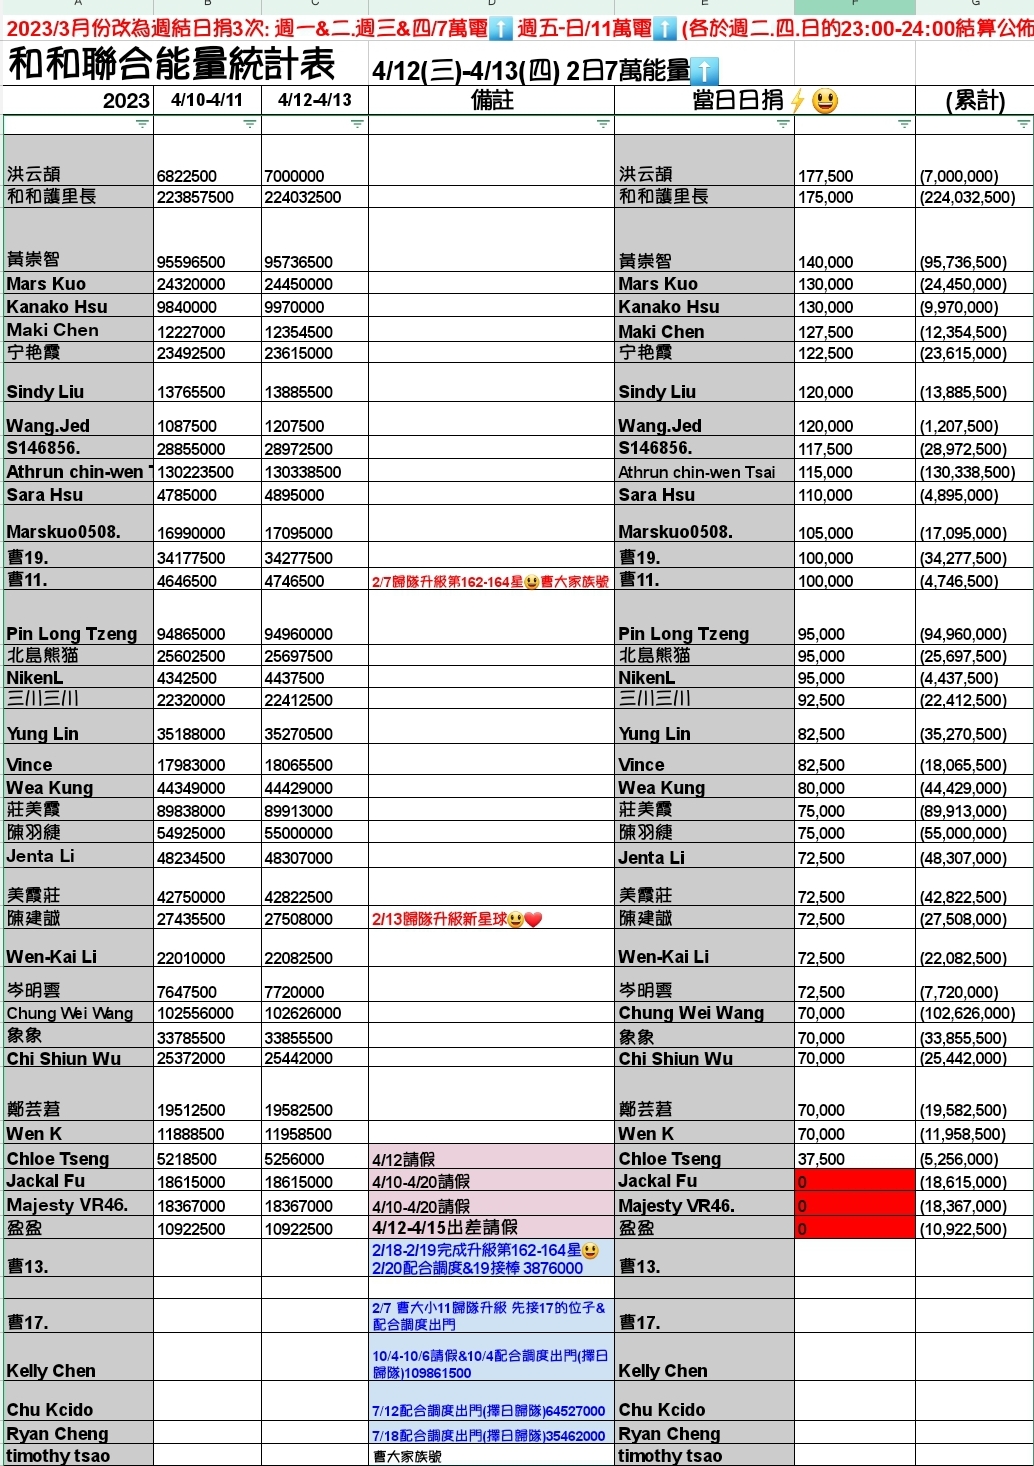 A B C D E F G
2023/3月份改為週結日捐3次: 週一&二.週三&四/7萬電⬆️ 週五-日/11萬電⬆️ (各於週二.四.日的23:00-24:00結算公佈
和和聯合能量統計表 4/12(三)-4/13(四) 2日7萬能量⬆️
2023 4/10-4/11 4/12-4/13 備註 當日日捐⚡😃 (累計)
洪云頡 6822500 7000000 洪云頡 177,500 (7,000,000)
和和護里長 223857500 224032500 和和護里長 175,000 (224,032,500)
黃崇智 95596500 95736500 黃崇智 140,000 (95,736,500)
Mars Kuo 24320000 24450000 Mars Kuo 130,000 (24,450,000)
Kanako Hsu 9840000 9970000 Kanako Hsu 130,000 (9,970,000)
Maki Chen 12227000 12354500 Maki Chen 127,500 (12,354,500)
宁艳霞 23492500 23615000 宁艳霞 122,500 (23,615,000)
Sindy Liu 13765500 13885500 Sindy Liu 120,000 (13,885,500)
Wang.Jed 1087500 1207500 Wang.Jed 120,000 (1,207,500)
S146856. 28855000 28972500 S146856. 117,500 (28,972,500)
Athrun chin-wen T 130223500 130338500 Athrun chin-wen Tsai 115,000 (130,338,500)
Sara Hsu 4785000 4895000 Sara Hsu 110,000 (4,895,000)
Marskuo0508. 16990000 17095000 Marskuo0508. 105,000 (17,095,000)
曹19. 34177500 34277500 曹19. 100,000 (34,277,500)
曹11. 4646500 4746500 2/7歸隊升級第162-164星😃曹大家族號 曹11. 100,000 (4,746,500)
Pin Long Tzeng 94865000 94960000 Pin Long Tzeng 95,000 (94,960,000)
北島熊猫 25602500 25697500 北島熊猫 95,000 (25,697,500)
NikenL 4342500 4437500 NikenL 95,000 (4,437,500)
三川三川 22320000 22412500 三川三川 92,500 (22,412,500)
Yung Lin 35188000 35270500 Yung Lin 82,500 (35,270,500)
Vince 17983000 18065500 Vince 82,500 (18,065,500)
Wea Kung 44349000 44429000 Wea Kung 80,000 (44,429,000)
莊美霞 89838000 89913000 莊美霞 75,000 (89,913,000)
陳羽緁 54925000 55000000 陳羽緁 75,000 (55,000,000)
Jenta Li 48234500 48307000 Jenta Li 72,500 (48,307,000)
美霞莊 42750000 42822500 美霞莊 72,500 (42,822,500)
陳建誠 27435500 27508000 2/13歸隊升級新星球😃❤️ 陳建誠 72,500 (27,508,000)
Wen-Kai Li 22010000 22082500 Wen-Kai Li 72,500 (22,082,500)
岑明雲 7647500 7720000 岑明雲 72,500 (7,720,000)
Chung Wei Wang 102556000 102626000 Chung Wei Wang 70,000 (102,626,000)
象象 33785500 33855500 象象 70,000 (33,855,500)
Chi Shiun Wu 25372000 25442000 Chi Shiun Wu 70,000 (25,442,000)
鄭芸莙 19512500 19582500 鄭芸莙 70,000 (19,582,500)
Wen K 11888500 11958500 Wen K 70,000 (11,958,500)
Chloe Tseng 5218500 5256000 4/12請假 Chloe Tseng 37,500 (5,256,000)
Jackal Fu 18615000 18615000 4/10-4/20請假 Jackal Fu 0 (18,615,000)
Majesty VR46. 18367000 18367000 4/10-4/20請假 Majesty VR46. 0 (18,367,000)
盈盈 10922500 10922500 4/12-4/15出差請假 盈盈 0 (10,922,500)
2/18-2/19完成升級第162-164星😃
曹13. 2/20配合調度&19接棒 3876000 曹13.
2/7 曹大小11歸隊升級 先接17的位子&
曹17. 配合調度出門 曹17.
10/4-10/6請假&10/4配合調度出門(擇日
Kelly Chen 歸隊)109861500 Kelly Chen
Chu Kcido 7/12配合調度出門(擇日歸隊)64527000 Chu Kcido
Ryan Cheng 7/18配合調度出門(擇日歸隊)35462000 Ryan Cheng
timothy tsao 曹大家族號 timothy tsao